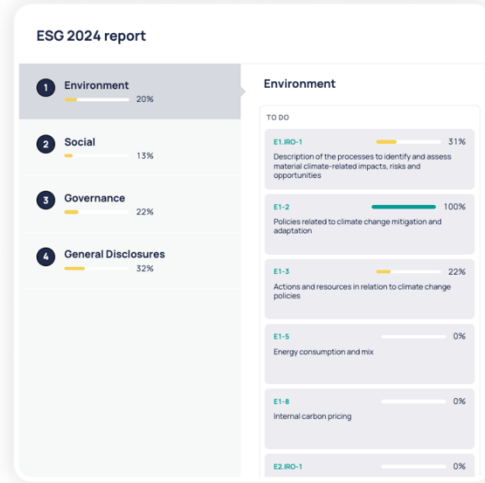 ESG 2024 report
1
Environment
20%
2
Social
13%
3
Governance
22%
4
General Disclosures
32%
Environment
TO DO
E1.IRO-1
31%
Description of the processes to identify and assess
material climate-related impacts, risks and
opportunities
E1-2
100%
Policies related to climate change mitigation and
adaptation
E1-3
22%
Actions and resources in relation to climate change
policies
E1-5
0%
Energy consumption and mix
E1-8
0%
Internal carbon pricing
E2.IRO-1
0%